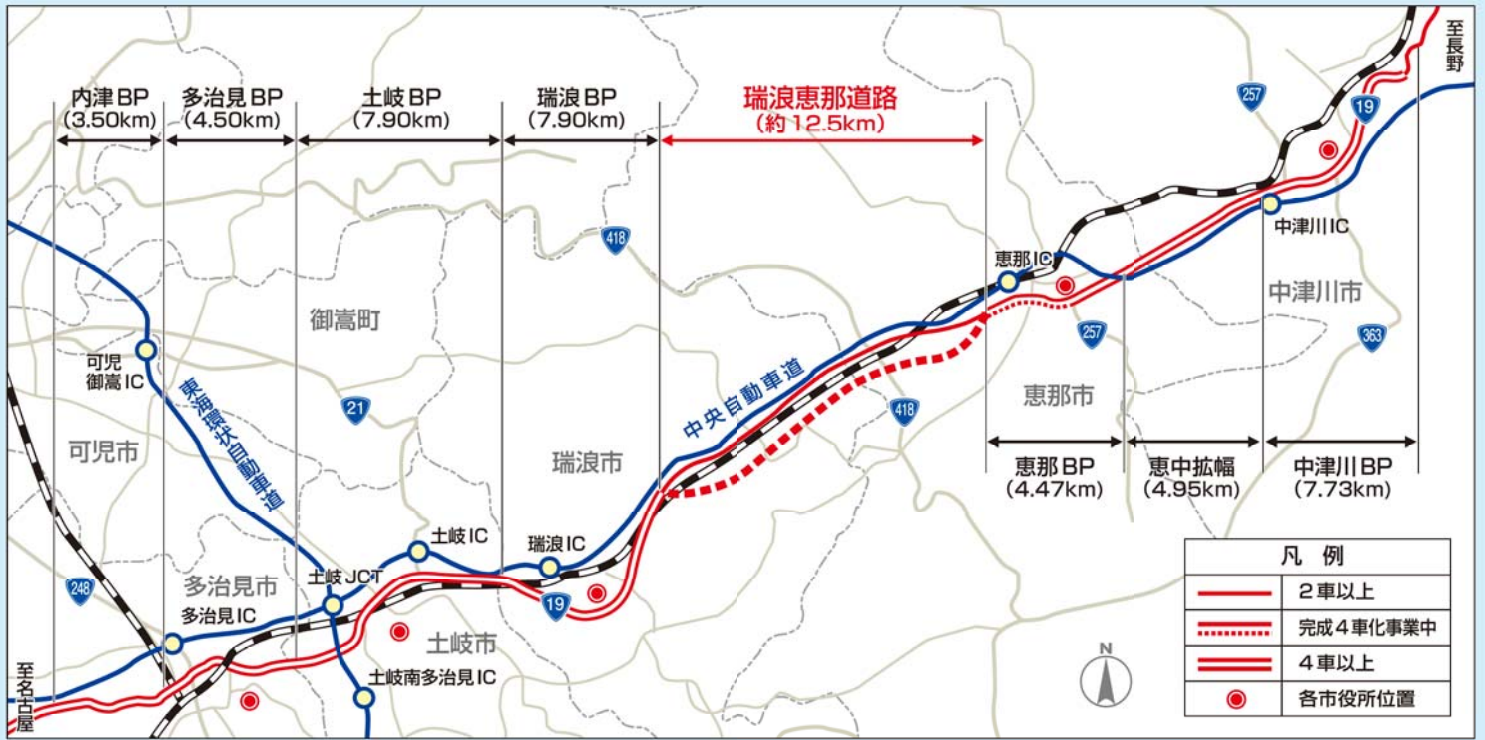 内津BP
(3.50km)
多治見BP
(4.50km)
土岐BP
(7.90km)
瑞浪BP
(7.90km)
瑞浪恵那道路
(約12.5km)
至長野
257
19
418
恵那IC
中津川IC
中津川市
御嵩町
257
363
可児
御嵩IC
東海環状自動車道
21
中央自動車道
418
恵那市
可児市
瑞浪市
恵那BP
(4.47km)
恵中拡幅
(4.95km)
中津川BP
(7.73km)
土岐IC
瑞浪IC
248
多治見市
土岐JCT
19
多治見IC
土岐市
土岐南多治見IC
至名古屋
N
凡 例
2車以上
完成4車化事業中
4車以上
各市役所位置